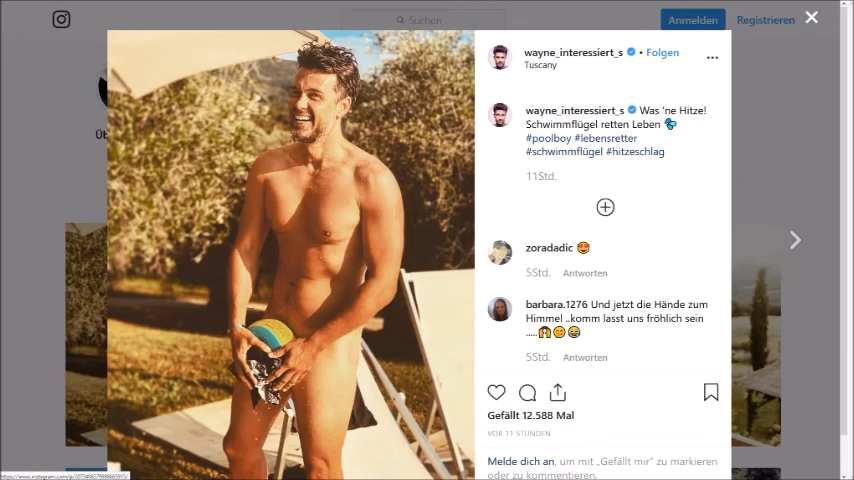 Suchen
Anmelden
Registrieren
wayne_interessiert_s • Folgen
Tuscany
wayne_interessiert_s Was 'ne Hitze!
Schwimmflügel retten Leben
#poolboy #lebensretter
#schwimmflügel #hitzeschlag
11Std.
zoradadic
5Std. Antworten
barbara.1276 Und jetzt die Hände zum
Himmel ..komm lasst uns fröhlich sein
.....
5Std. Antworten
Gefällt 12.588 Mal
VOR 11 STUNDEN
Melde dich an, um mit „Gefällt mir“ zu markieren
oder zu kommentieren.